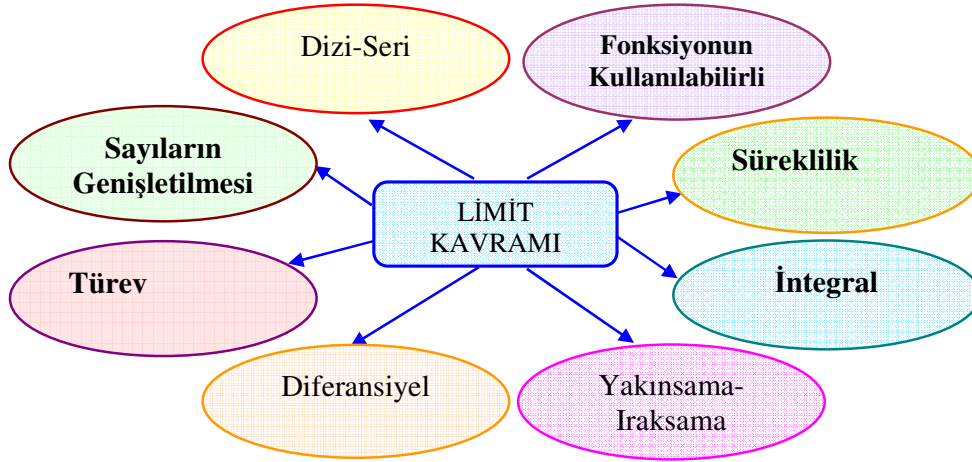 Dizi-Seri
Fonksiyonun
Kullanılabilirli
Sayıların
Genişletilmesi
Süreklilik
LİMİT
KAVRAMI
Türev
İntegral
Diferansiyel
Yakınsama-
Iraksama